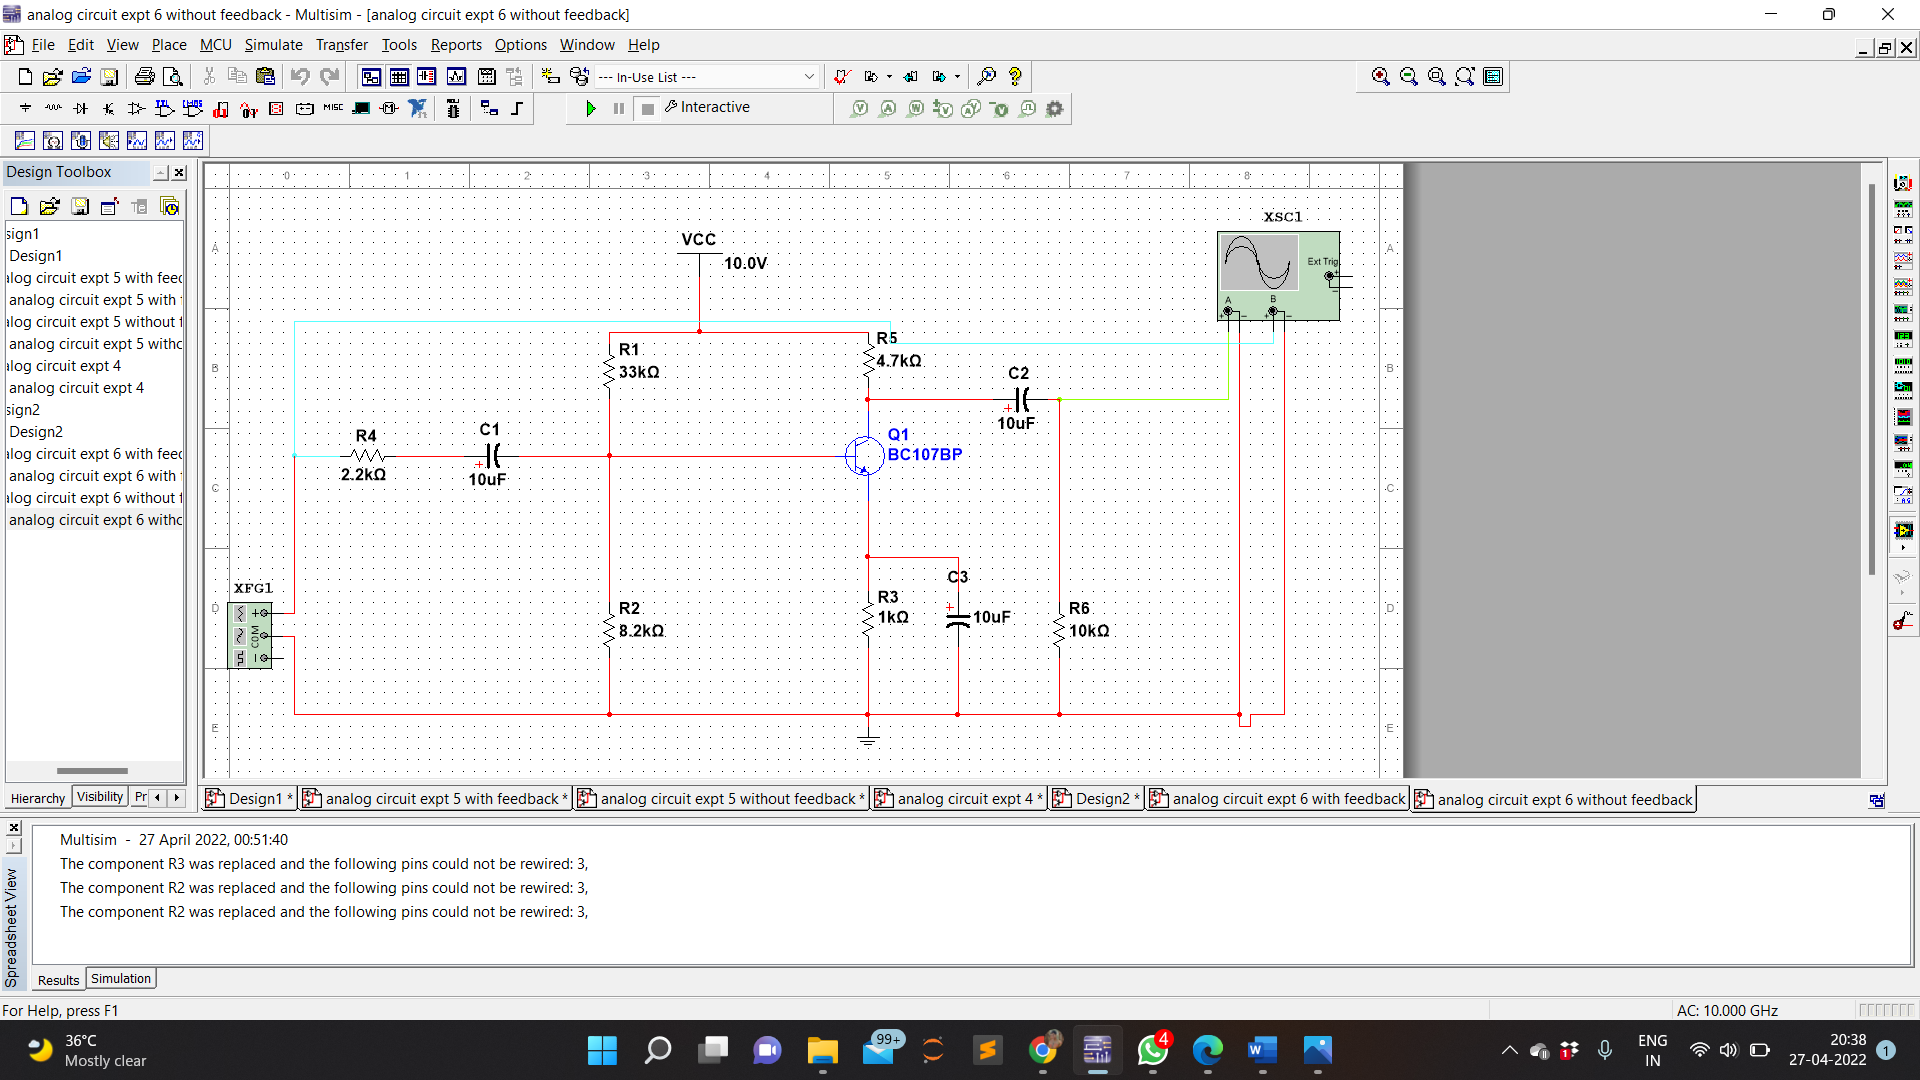 analog circuit expt 6 without feedback - Multisim - [analog circuit expt 6 without feedback]
File Edit View Place MCU Simulate Transfer Tools Reports Options Window Help
--- In-Use List ---
MISC
Interactive
Design Toolbox
sign1
Design1
alog circuit expt 5 with feed
analog circuit expt 5 with
alog circuit expt 5 without f
analog circuit expt 5 withc
alog circuit expt 4
analog circuit expt 4
sign2
Design2
alog circuit expt 6 with feec
analog circuit expt 6 with
alog circuit expt 6 without f
analog circuit expt 6 withc
Hierarchy Visibility Pr
0 1 2 3 4 5 6 7 8
A
B
C
D
E
A
B
C
D
E
XSC1
Ext Trig
A B
VCC
10.0V
R1
33kΩ
R5
4.7kΩ
C2
10uF
R4
2.2kΩ
C1
10uF
Q1
BC107BP
XFG1
COM
R2
8.2kΩ
R3
1kΩ
C3
10uF
R6
10kΩ
Design1 * analog circuit expt 5 with feedback * analog circuit expt 5 without feedback * analog circuit expt 4 * Design2 * analog circuit expt 6 with feedback analog circuit expt 6 without feedback
Spreadsheet View
Multisim - 27 April 2022, 00:51:40
The component R3 was replaced and the following pins could not be rewired: 3,
The component R2 was replaced and the following pins could not be rewired: 3,
The component R2 was replaced and the following pins could not be rewired: 3,
Results Simulation
For Help, press F1
AC: 10.000 GHz
36°C
Mostly clear
99+
4
1
ENG
IN
20:38
27-04-2022
1